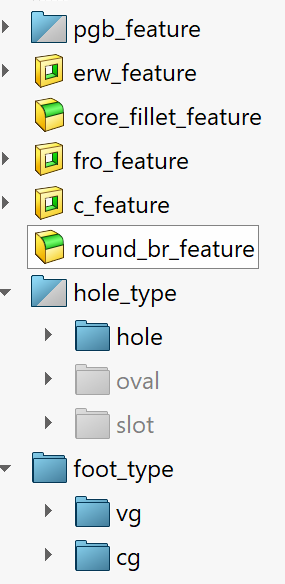 pgb_feature
erw_feature
core_fillet_feature
fro_feature
c_feature
round_br_feature
hole_type
hole
oval
slot
foot_type
vg
cg